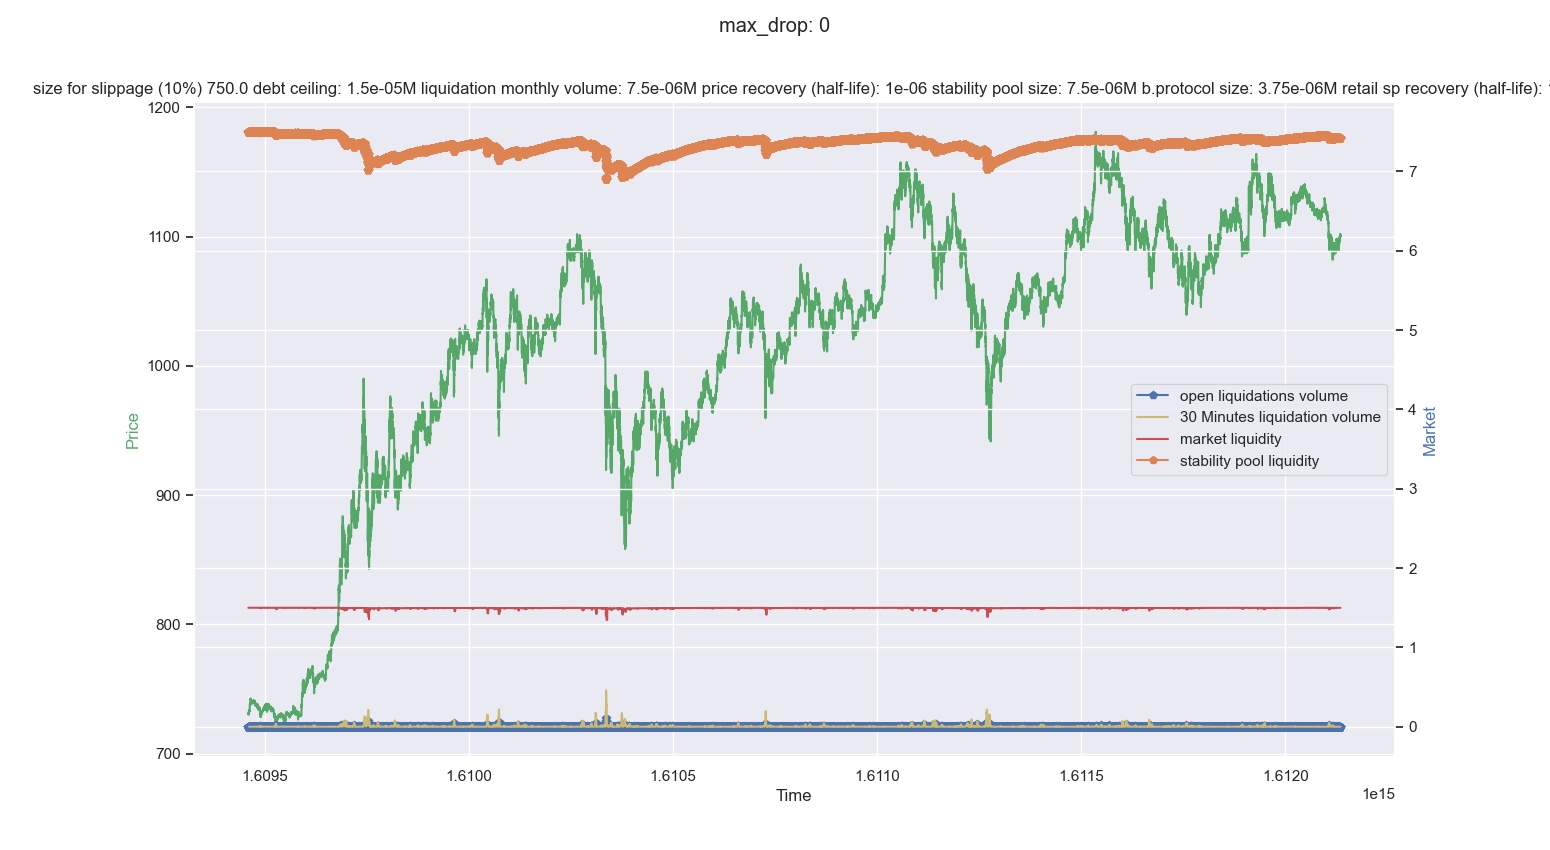 max_drop: 0
size for slippage (10%) 750.0 debt ceiling: 1.5e-05M liquidation monthly volume: 7.5e-06M price recovery (half-life): 1e-06 stability pool size: 7.5e-06M b.protocol size: 3.75e-06M retail sp recovery (half-life):
1200
1100
1000
900
800
700
Price
7
6
5
4
3
2
1
0
Market
open liquidations volume
30 Minutes liquidation volume
market liquidity
stability pool liquidity
1.6095 1.6100 1.6105 1.6110 1.6115 1.6120
Time
1e15